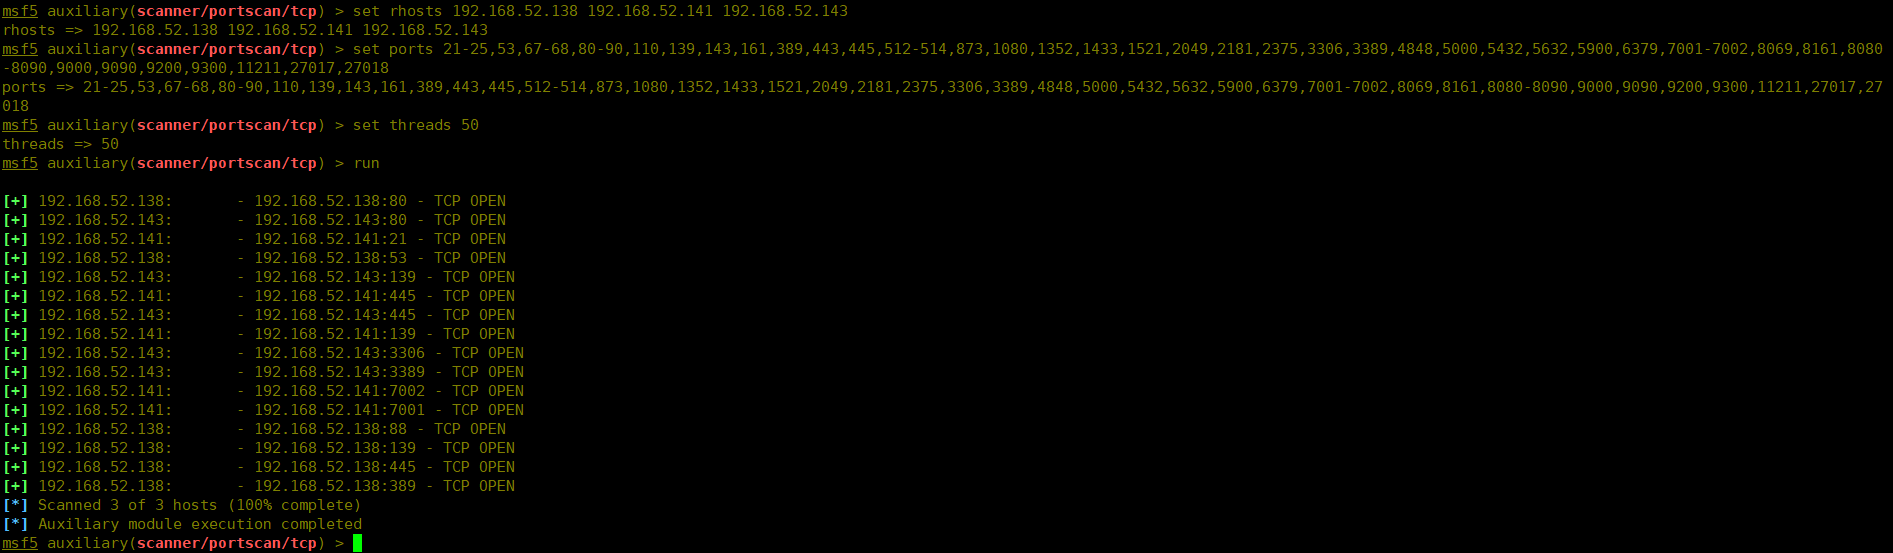 msf5 auxiliary(scanner/portscan/tcp) > set rhosts 192.168.52.138 192.168.52.141 192.168.52.143
rhosts => 192.168.52.138 192.168.52.141 192.168.52.143
msf5 auxiliary(scanner/portscan/tcp) > set ports 21-25,53,67-68,80-90,110,139,143,161,389,443,445,512-514,873,1080,1352,1433,1521,2049,2181,2375,3306,3389,4848,5000,5432,5632,5900,6379,7001-7002,8069,8161,8080
-8090,9000,9090,9200,9300,11211,27017,27018
ports => 21-25,53,67-68,80-90,110,139,143,161,389,443,445,512-514,873,1080,1352,1433,1521,2049,2181,2375,3306,3389,4848,5000,5432,5632,5900,6379,7001-7002,8069,8161,8080-8090,9000,9090,9200,9300,11211,27017,27
018
msf5 auxiliary(scanner/portscan/tcp) > set threads 50
threads => 50
msf5 auxiliary(scanner/portscan/tcp) > run
[+] 192.168.52.138:       - 192.168.52.138:80 - TCP OPEN
[+] 192.168.52.143:       - 192.168.52.143:80 - TCP OPEN
[+] 192.168.52.141:       - 192.168.52.141:21 - TCP OPEN
[+] 192.168.52.138:       - 192.168.52.138:53 - TCP OPEN
[+] 192.168.52.143:       - 192.168.52.143:139 - TCP OPEN
[+] 192.168.52.141:       - 192.168.52.141:445 - TCP OPEN
[+] 192.168.52.143:       - 192.168.52.143:445 - TCP OPEN
[+] 192.168.52.141:       - 192.168.52.141:139 - TCP OPEN
[+] 192.168.52.143:       - 192.168.52.143:3306 - TCP OPEN
[+] 192.168.52.143:       - 192.168.52.143:3389 - TCP OPEN
[+] 192.168.52.141:       - 192.168.52.141:7002 - TCP OPEN
[+] 192.168.52.141:       - 192.168.52.141:7001 - TCP OPEN
[+] 192.168.52.138:       - 192.168.52.138:88 - TCP OPEN
[+] 192.168.52.138:       - 192.168.52.138:139 - TCP OPEN
[+] 192.168.52.138:       - 192.168.52.138:445 - TCP OPEN
[+] 192.168.52.138:       - 192.168.52.138:389 - TCP OPEN
[*] Scanned 3 of 3 hosts (100% complete)
[*] Auxiliary module execution completed
msf5 auxiliary(scanner/portscan/tcp) >